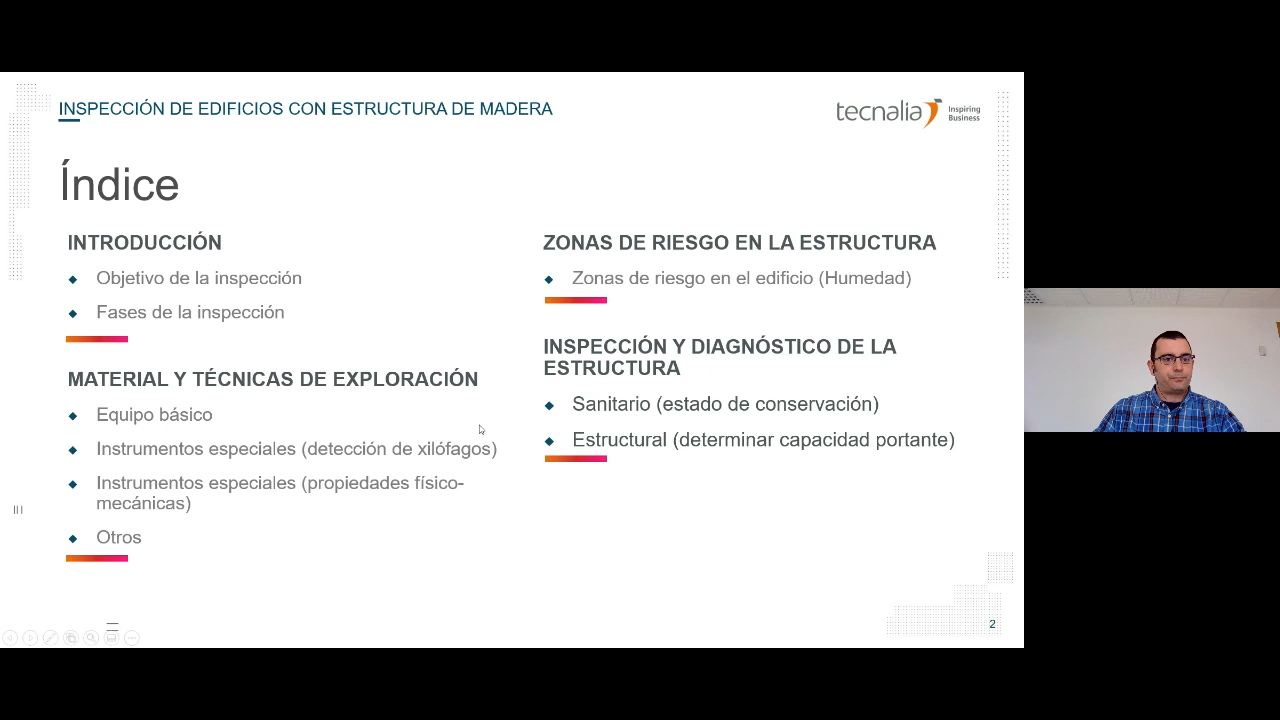 INSPECCIÓN DE EDIFICIOS CON ESTRUCTURA DE MADERA
tecnalia Inspiring
Business
Índice
INTRODUCCIÓN
Objetivo de la inspección
Fases de la inspección
MATERIAL Y TÉCNICAS DE EXPLORACIÓN
Equipo básico
Instrumentos especiales (detección de xilófagos)
Instrumentos especiales (propiedades físico-
mecánicas)
Otros
ZONAS DE RIESGO EN LA ESTRUCTURA
Zonas de riesgo en el edificio (Humedad)
INSPECCIÓN Y DIAGNÓSTICO DE LA
ESTRUCTURA
Sanitario (estado de conservación)
Estructural (determinar capacidad portante)
2